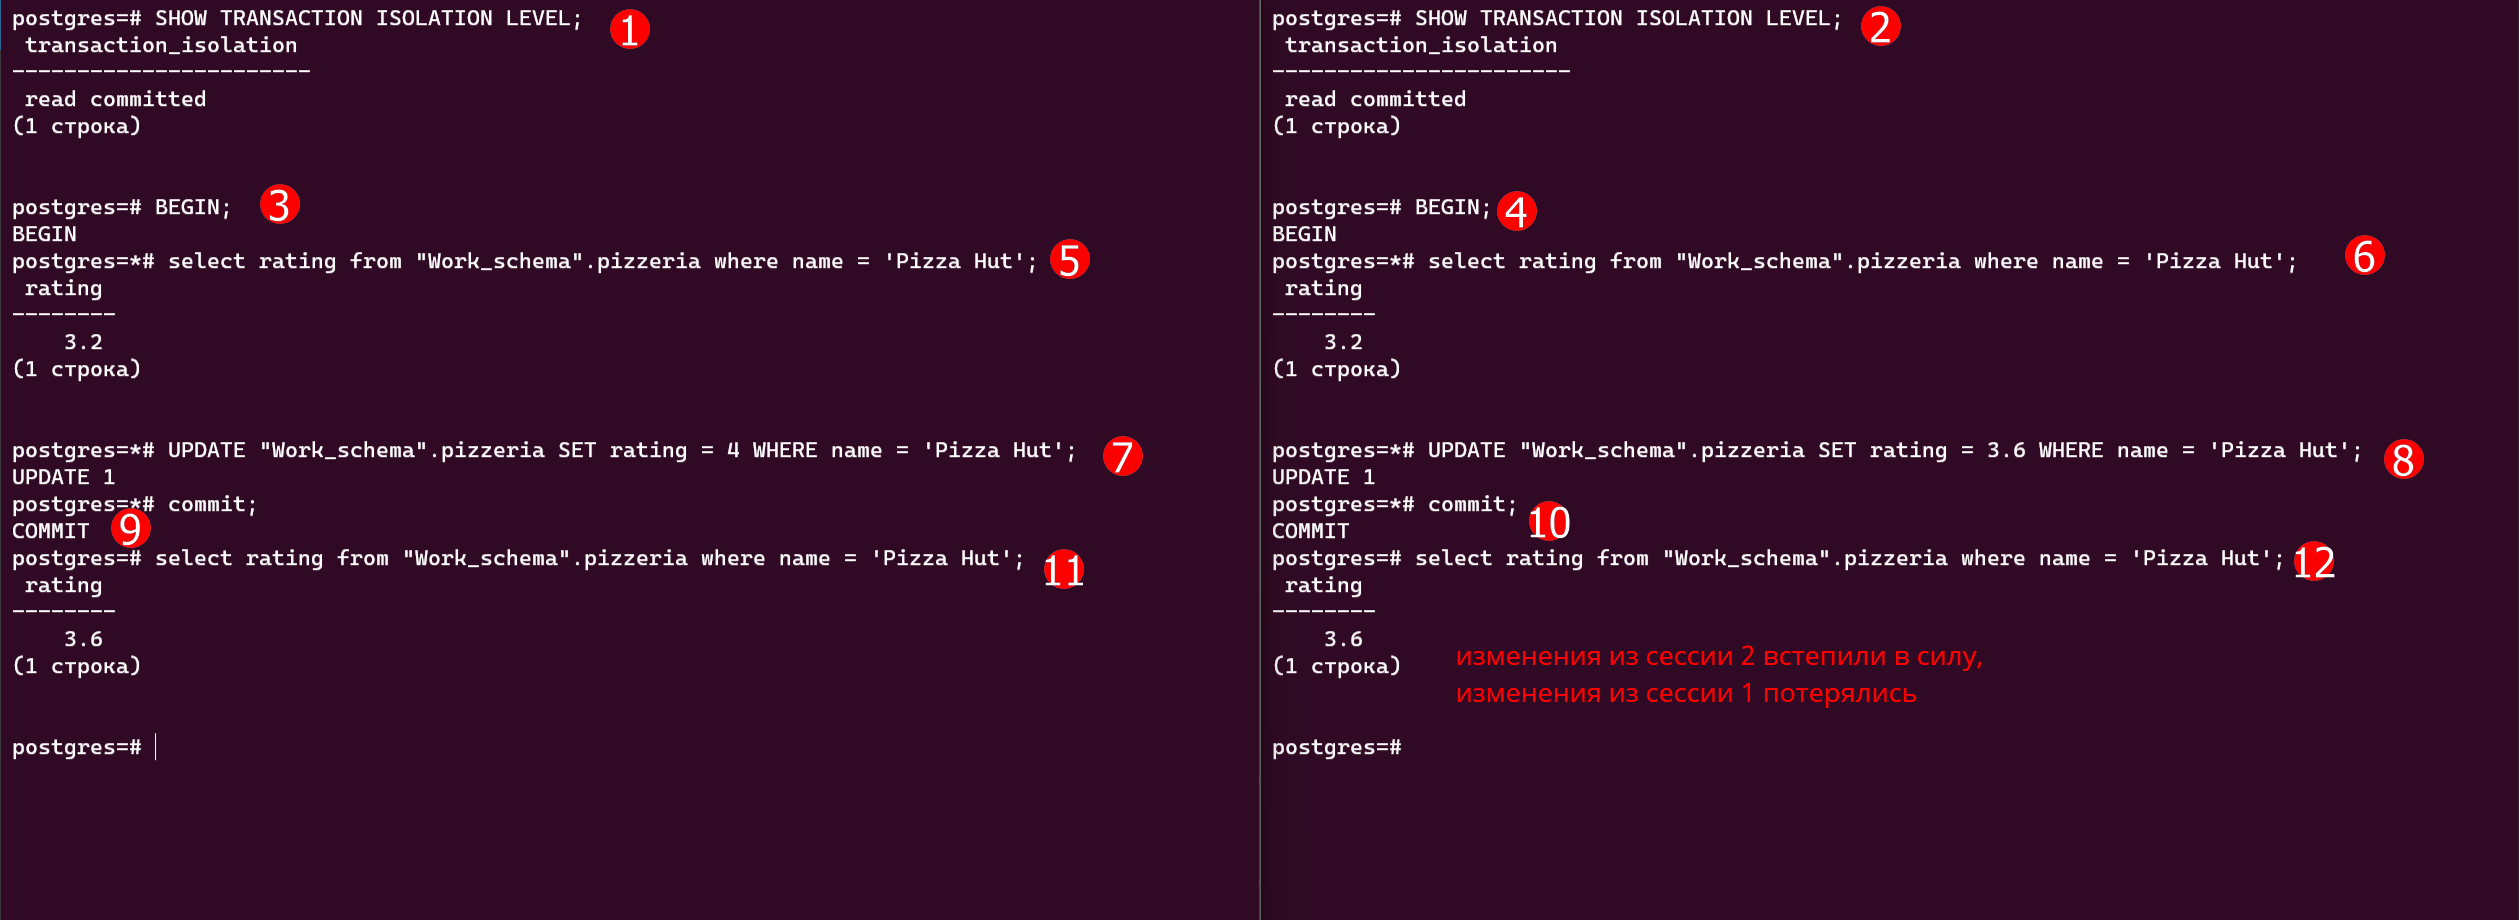 postgres=# SHOW TRANSACTION ISOLATION LEVEL; 1
 transaction_isolation
-----------------------
 read committed
(1 строка)
postgres=# BEGIN; 3
BEGIN
postgres=*# select rating from "Work_schema".pizzeria where name = 'Pizza Hut'; 5
 rating
--------
    3.2
(1 строка)
postgres=*# UPDATE "Work_schema".pizzeria SET rating = 4 WHERE name = 'Pizza Hut'; 7
UPDATE 1
postgres=*# commit;
COMMIT 9
postgres=# select rating from "Work_schema".pizzeria where name = 'Pizza Hut'; 11
 rating
--------
    3.6
(1 строка)
postgres=#
postgres=# SHOW TRANSACTION ISOLATION LEVEL; 2
 transaction_isolation
-----------------------
 read committed
(1 строка)
postgres=# BEGIN; 4
BEGIN
postgres=*# select rating from "Work_schema".pizzeria where name = 'Pizza Hut'; 6
 rating
--------
    3.2
(1 строка)
postgres=*# UPDATE "Work_schema".pizzeria SET rating = 3.6 WHERE name = 'Pizza Hut'; 8
UPDATE 1
postgres=*# commit; 10
COMMIT
postgres=# select rating from "Work_schema".pizzeria where name = 'Pizza Hut'; 12
 rating
--------
    3.6
(1 строка)
изменения из сессии 2 встепили в силу,
изменения из сессии 1 потерялись
postgres=#